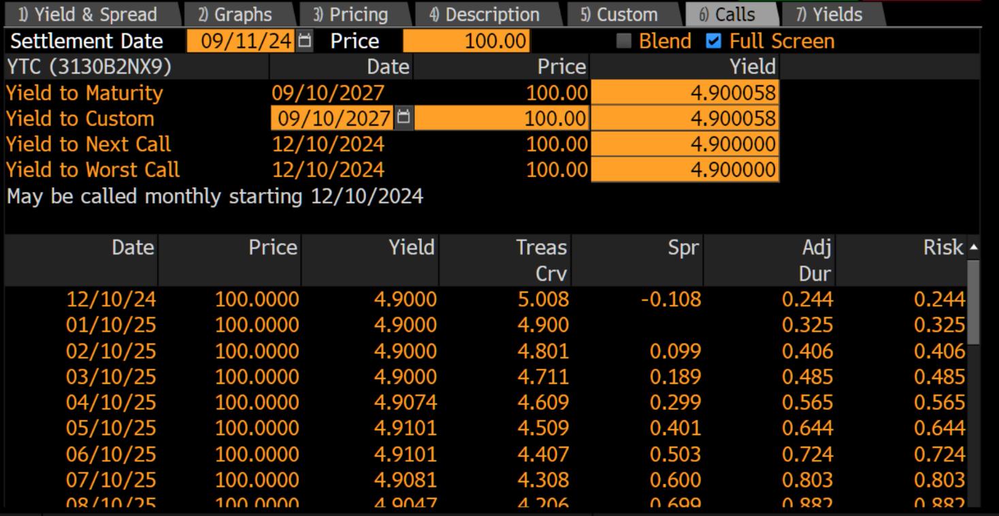 1) Yield & Spread 2) Graphs 3) Pricing 4) Description 5) Custom 6) Calls 7) Yields
Settlement Date 09/11/24 Price 100.00 Blend Full Screen
YTC (3130B2NX9) Date Price Yield
Yield to Maturity 09/10/2027 100.00 4.900058
Yield to Custom 09/10/2027 100.00 4.900058
Yield to Next Call 12/10/2024 100.00 4.900000
Yield to Worst Call 12/10/2024 100.00 4.900000
May be called monthly starting 12/10/2024
Date Price Yield Treas Spr Adj Risk
Crv Dur
12/10/24 100.0000 4.9000 5.008 -0.108 0.244 0.244
01/10/25 100.0000 4.9000 4.900 0.325 0.325
02/10/25 100.0000 4.9000 4.801 0.099 0.406 0.406
03/10/25 100.0000 4.9000 4.711 0.189 0.485 0.485
04/10/25 100.0000 4.9074 4.609 0.299 0.565 0.565
05/10/25 100.0000 4.9101 4.509 0.401 0.644 0.644
06/10/25 100.0000 4.9101 4.407 0.503 0.724 0.724
07/10/25 100.0000 4.9081 4.308 0.600 0.803 0.803
08/10/25 100.0000 4.9047 4.206 0.699 0.882 0.882